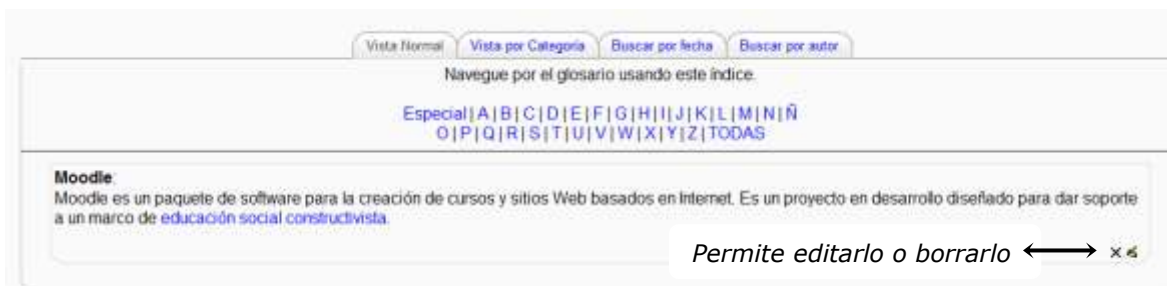 Vista Normal Vista por Categoría Buscar por fecha Buscar por autor
Navegue por el glosario usando este índice.
Especial | A | B | C | D | E | F | G | H | I | J | K | L | M | N | Ñ
O | P | Q | R | S | T | U | V | W | X | Y | Z | TODAS
Moodle:
Moodle es un paquete de software para la creación de cursos y sitios Web basados en Internet. Es un proyecto en desarrollo diseñado para dar soporte
a un marco de educación social constructivista.
Permite editarlo o borrarlo